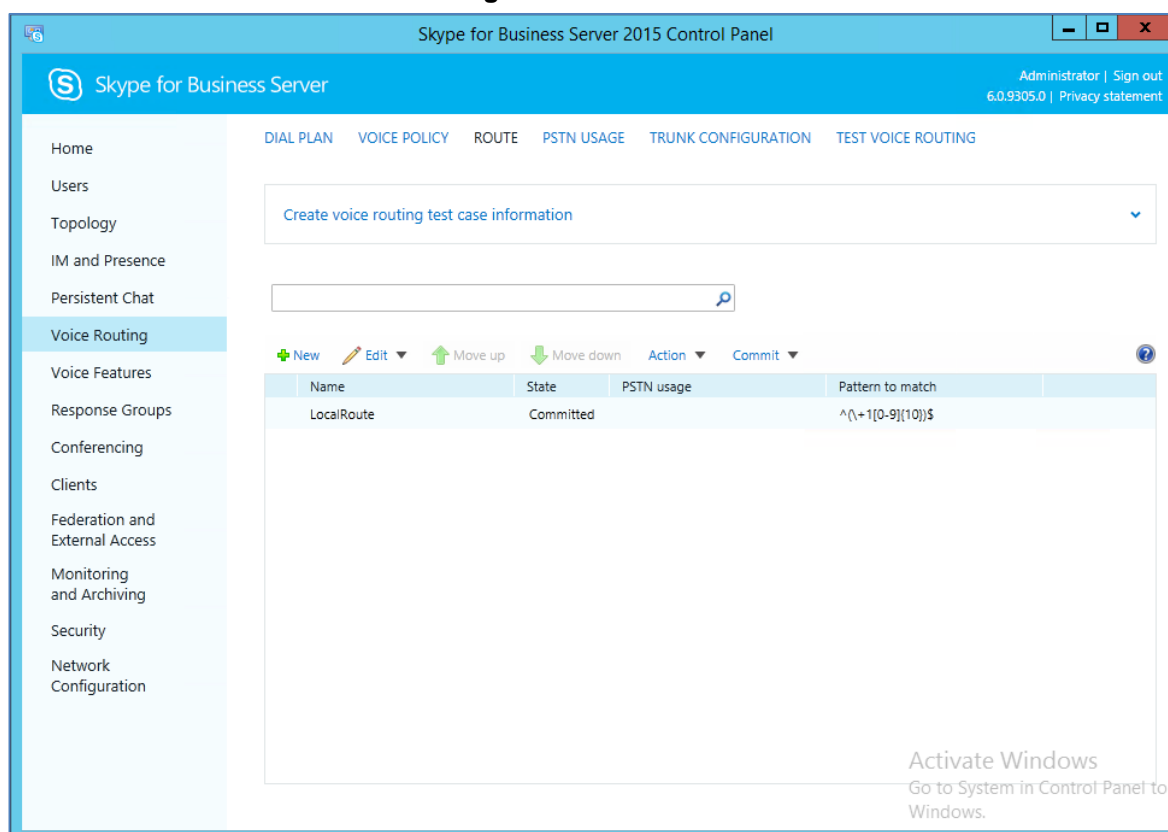 Skype for Business Server 2015 Control Panel
Skype for Business Server
Administrator | Sign out
6.0.9305.0 | Privacy statement
Home
Users
Topology
IM and Presence
Persistent Chat
Voice Routing
Voice Features
Response Groups
Conferencing
Clients
Federation and
External Access
Monitoring
and Archiving
Security
Network
Configuration
DIAL PLAN VOICE POLICY ROUTE PSTN USAGE TRUNK CONFIGURATION TEST VOICE ROUTING
Create voice routing test case information
New Edit Move up Move down Action Commit
Name State PSTN usage Pattern to match
LocalRoute Committed ^(\+1[0-9]{10})$
Activate Windows
Go to System in Control Panel to
Windows.